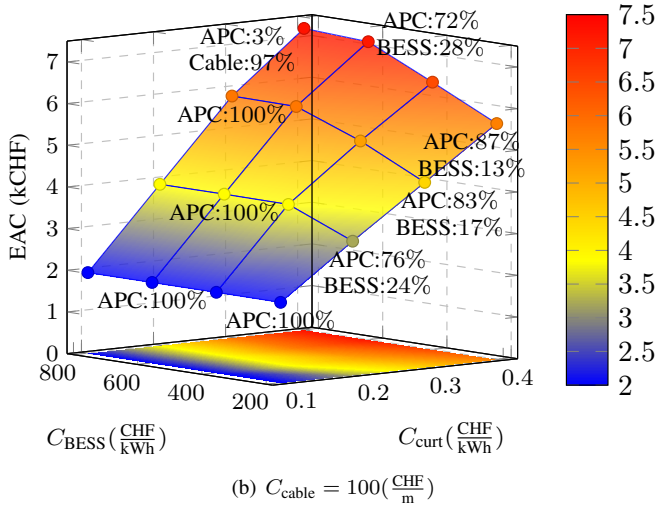 APC:3%
Cable:97%
APC:72%
BESS:28%
APC:100%
APC:87%
BESS:13%
APC:100%
APC:83%
BESS:17%
APC:76%
BESS:24%
APC:100%
APC:100%
EAC (kCHF)
7
6
5
4
3
2
1
0
800
600
400
200
0.1
0.2
0.3
0.4
C_BESS(CHF/kWh)
C_curt(CHF/kWh)
7.5
7
6.5
6
5.5
5
4.5
4
3.5
3
2.5
2
(b) C_cable = 100(CHF/m)